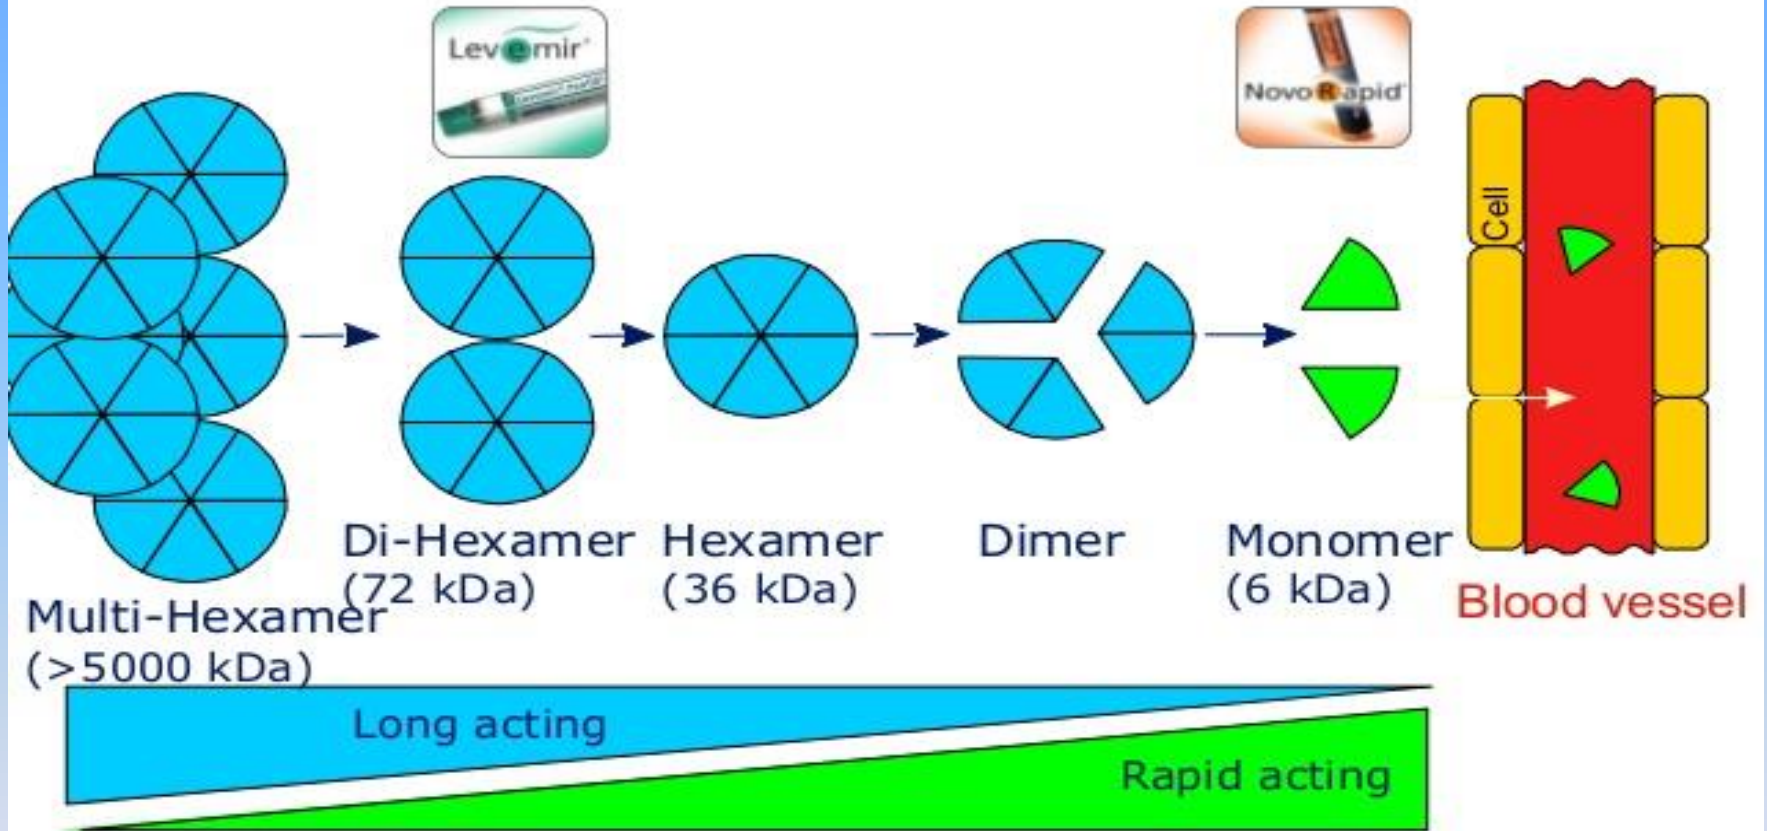 Levemir®
NovoRapid®
Cell
Di-Hexamer
(72 kDa)
Hexamer
(36 kDa)
Dimer
Monomer
(6 kDa)
Multi-Hexamer
(>5000 kDa)
Blood vessel
Long acting
Rapid acting